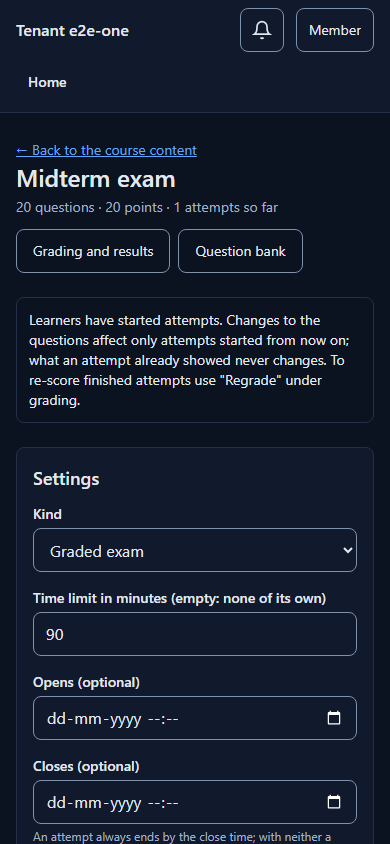 Tenant e2e-one
Member
Home
← Back to the course content
Midterm exam
20 questions · 20 points · 1 attempts so far
Grading and results
Question bank
Learners have started attempts. Changes to the
questions affect only attempts started from now on;
what an attempt already showed never changes. To
re-score finished attempts use "Regrade" under
grading.
Settings
Kind
Graded exam
Time limit in minutes (empty: none of its own)
90
Opens (optional)
dd-mm-yyyy --:--
Closes (optional)
dd-mm-yyyy --:--
An attempt always ends by the close time; with neither a